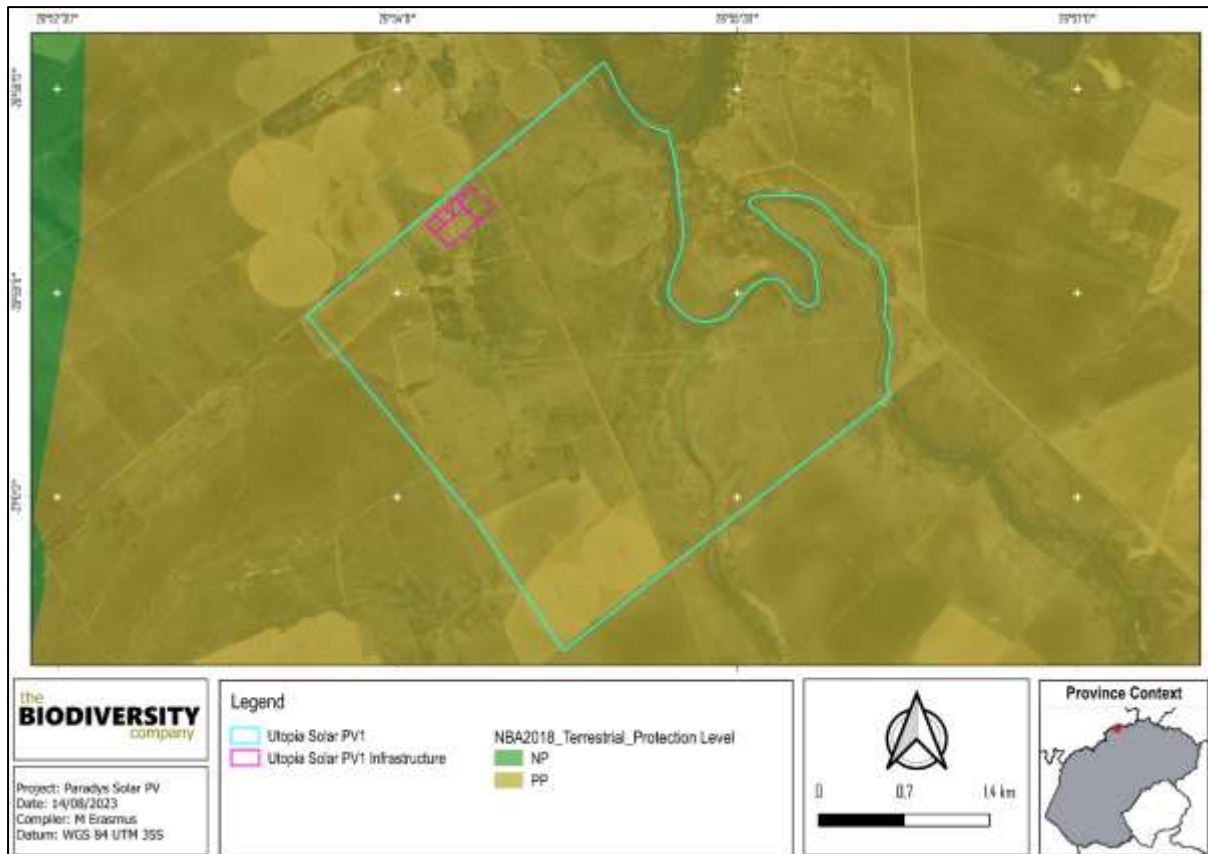 the
BIODIVERSITY
company
Project: Paradys Solar PV
Date: 14/08/2023
Compiler: M Erasmus
Datum: WGS 84 UTM 35S
Legend
Utopia Solar PV1
Utopia Solar PV1 Infrastructure
NBA2018_Terrestrial_Protection Level
NP
PP
0 0.7 1.4 km
Province Context